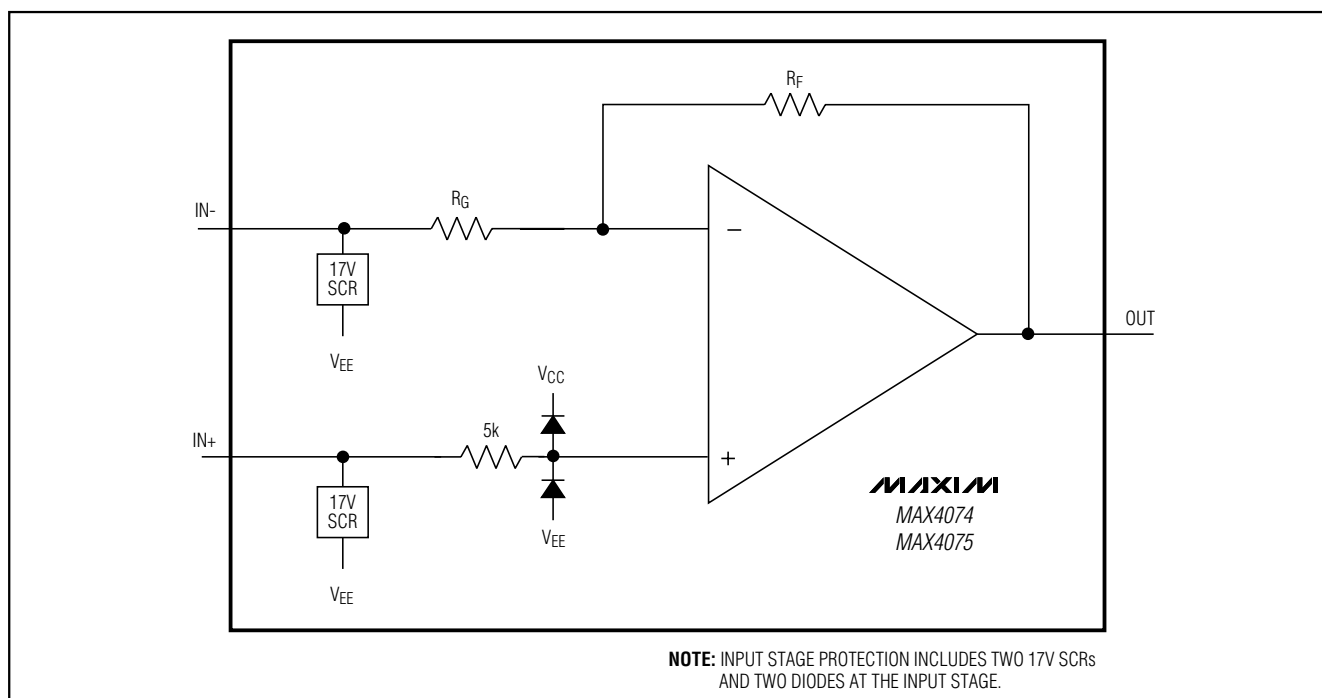 RF
RG
IN-
−
17V
SCR
VEE
OUT
VCC
IN+
5k
+
17V
SCR
VEE
VEE
MAXIM
MAX4074
MAX4075
NOTE: INPUT STAGE PROTECTION INCLUDES TWO 17V SCRs
AND TWO DIODES AT THE INPUT STAGE.